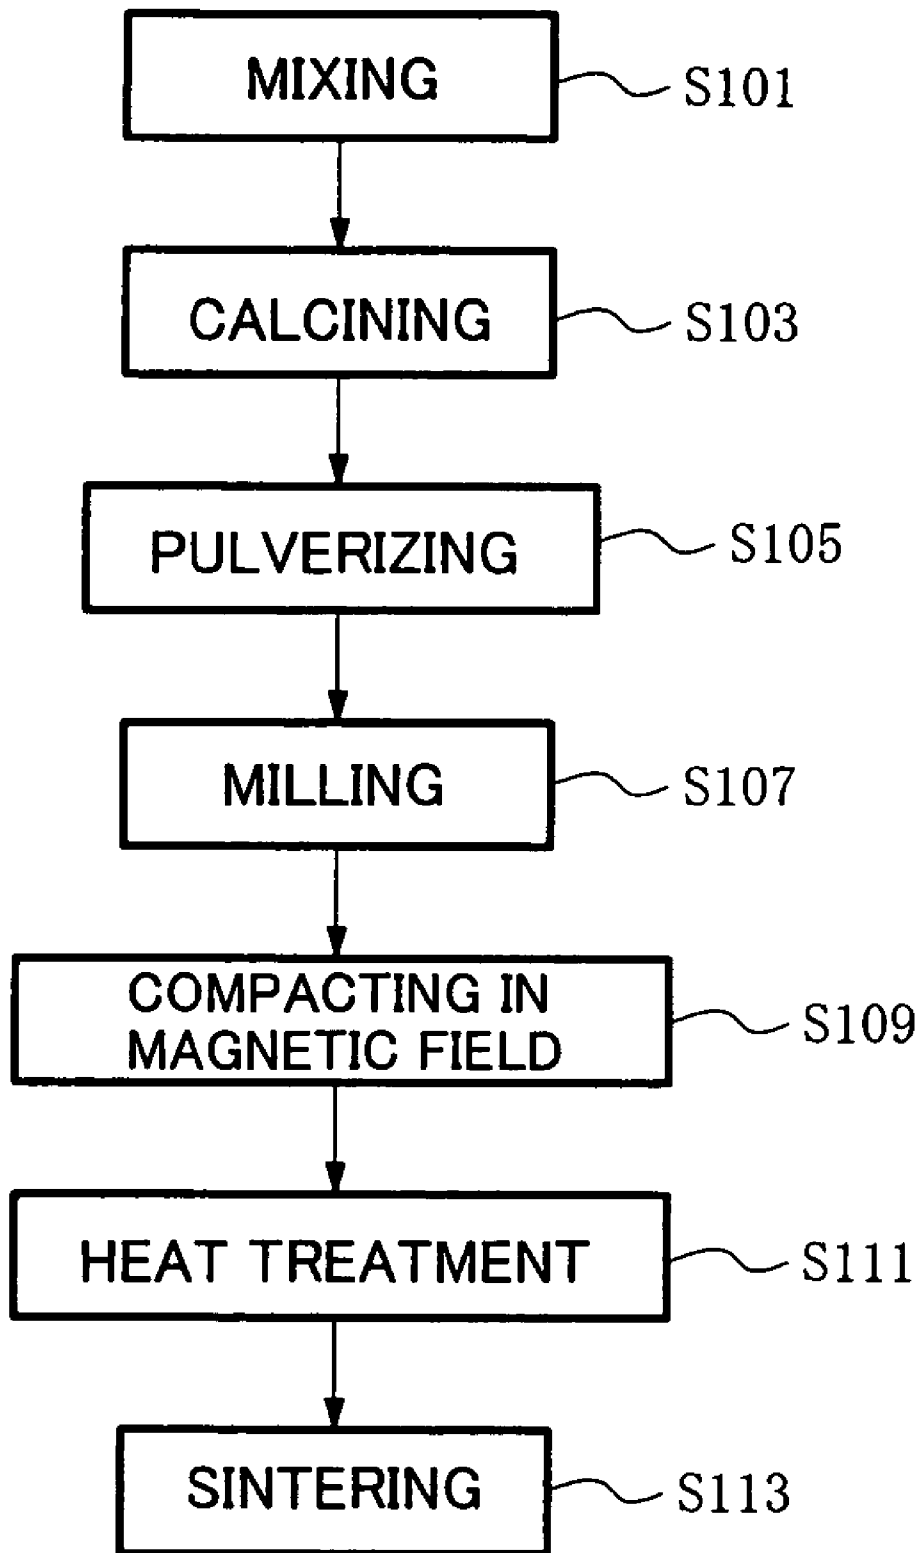 MIXING
S101
CALCINING
S103
PULVERIZING
S105
MILLING
S107
COMPACTING IN
MAGNETIC FIELD
S109
HEAT TREATMENT
S111
SINTERING
S113